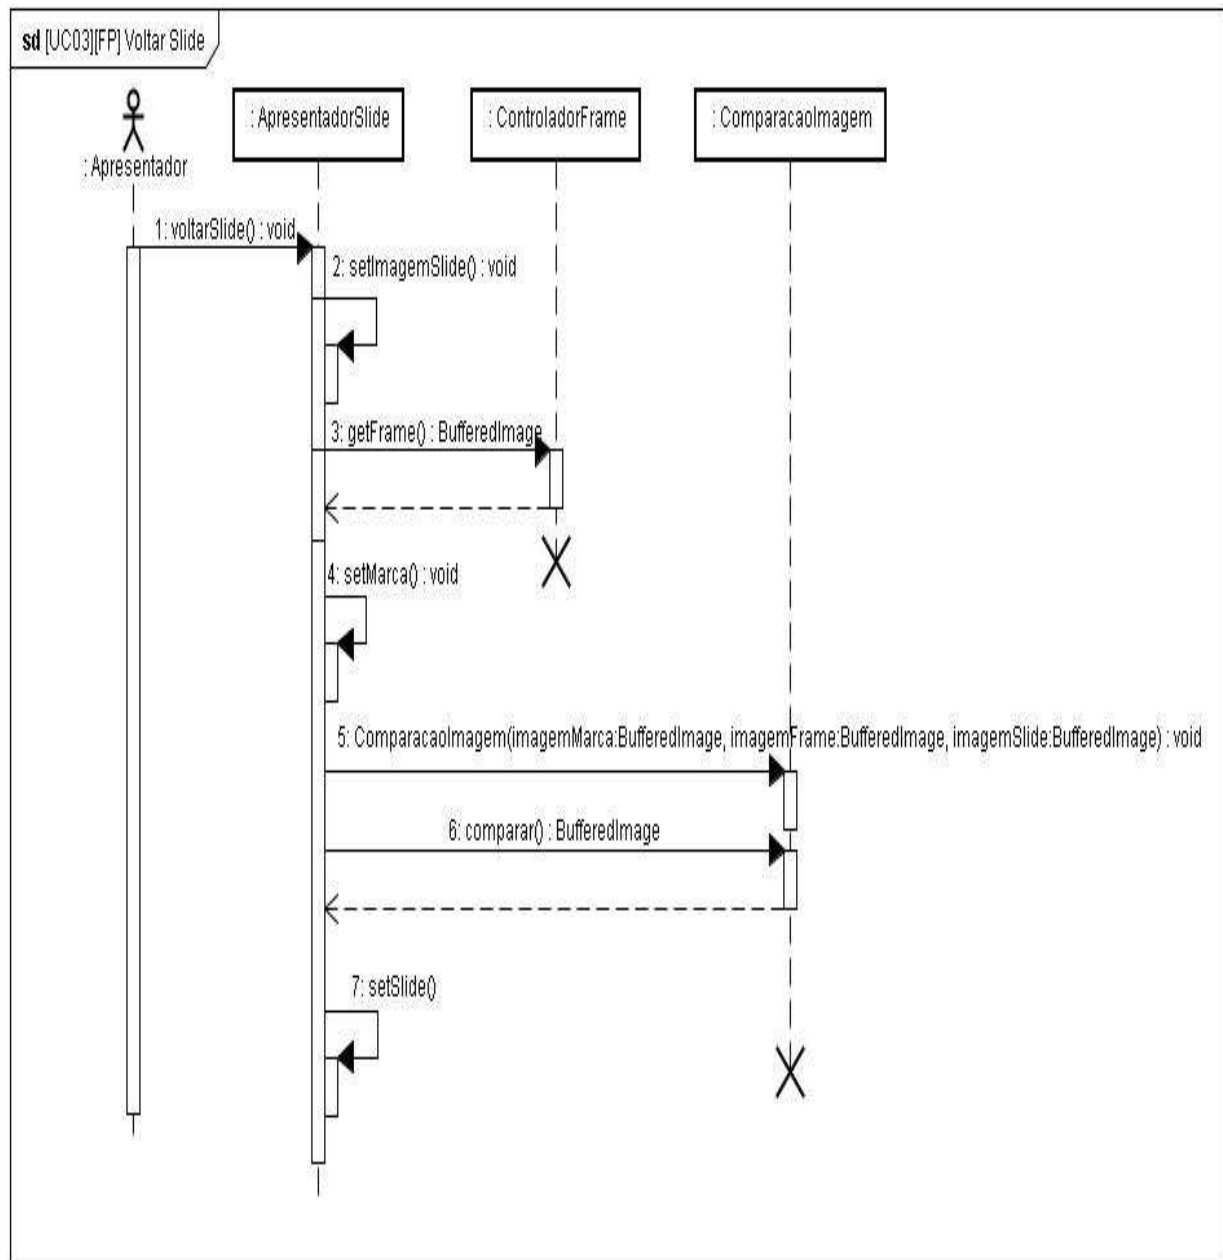 sd [UC03][FP] Voltar Slide
: Apresentador
: ApresentadorSlide
: ControladorFrame
: ComparacaoImagem
1: voltarSlide() : void
2: setImagemSlide() : void
3: getFrame() : BufferedImage
4: setMarca() : void
5: ComparacaoImagem(imagemMarca:BufferedImage, imagemFrame:BufferedImage, imagemSlide:BufferedImage) : void
6: comparar() : BufferedImage
7: setSlide()